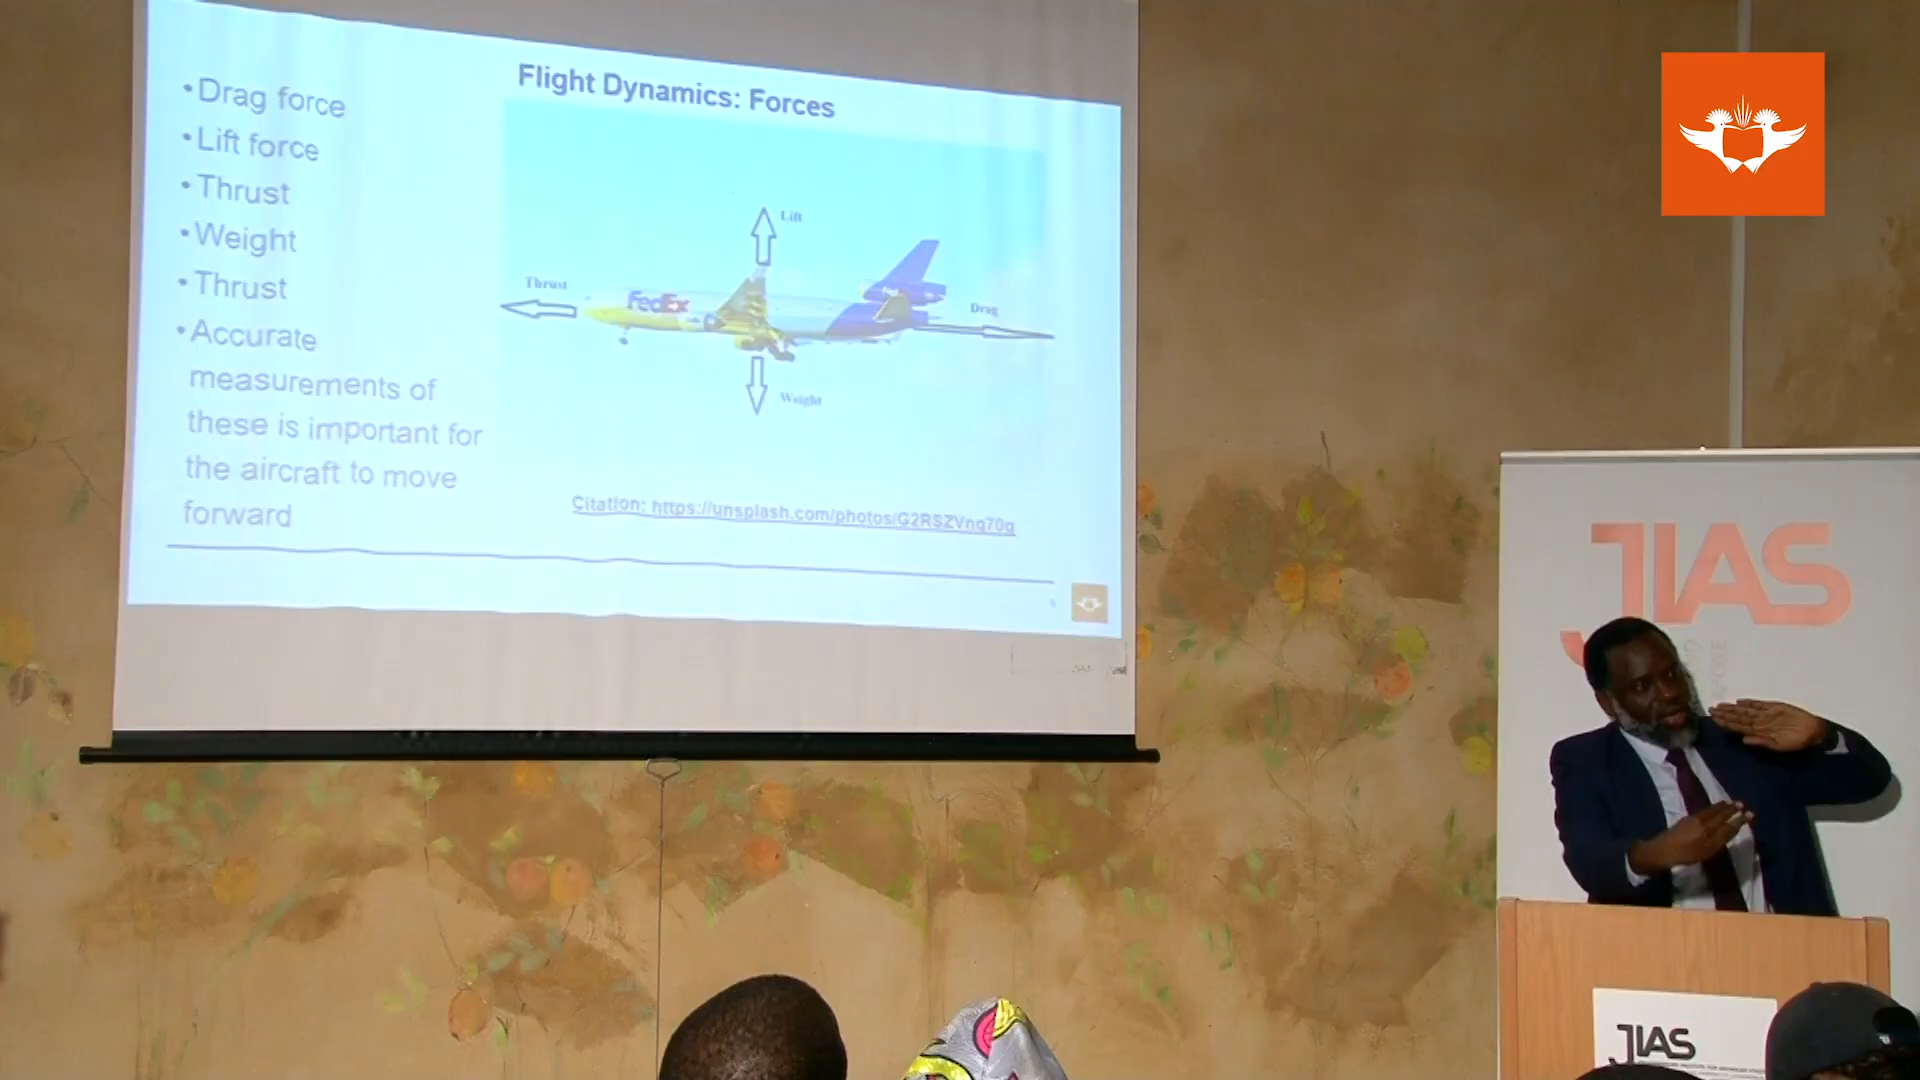 Flight Dynamics: Forces
•Drag force
•Lift force
•Thrust
•Weight
•Thrust
•Accurate
measurements of
these is important for
the aircraft to move
forward
Lift
Thrust
FedEx
Drag
Weight
Citation: https://unsplash.com/photos/G2RSZVnq70g
JIAS
JIAS